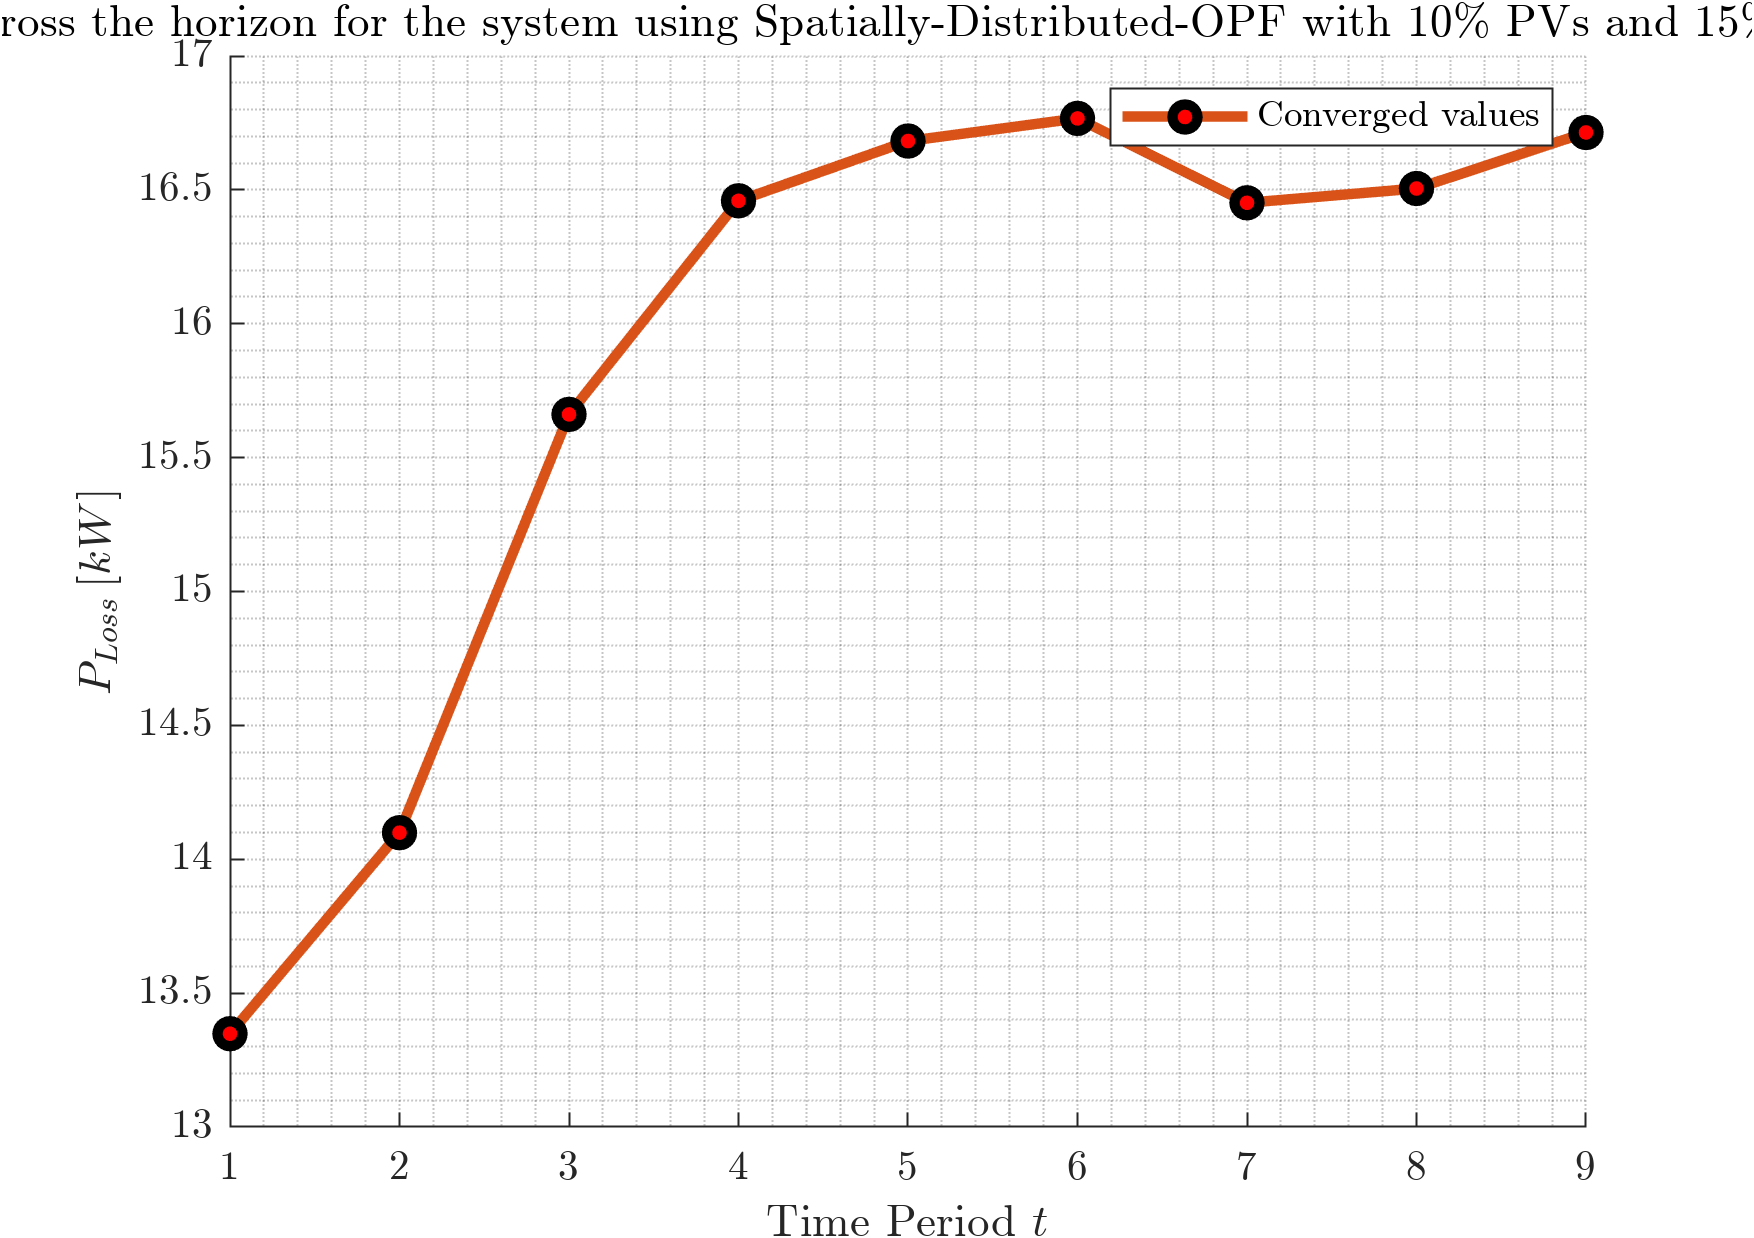 ross the horizon for the system using Spatially-Distributed-OPF with 10% PVs and 15%
17
16.5
16
15.5
15
14.5
14
13.5
13
P_{Loss} [kW]
Converged values
1 2 3 4 5 6 7 8 9
Time Period t